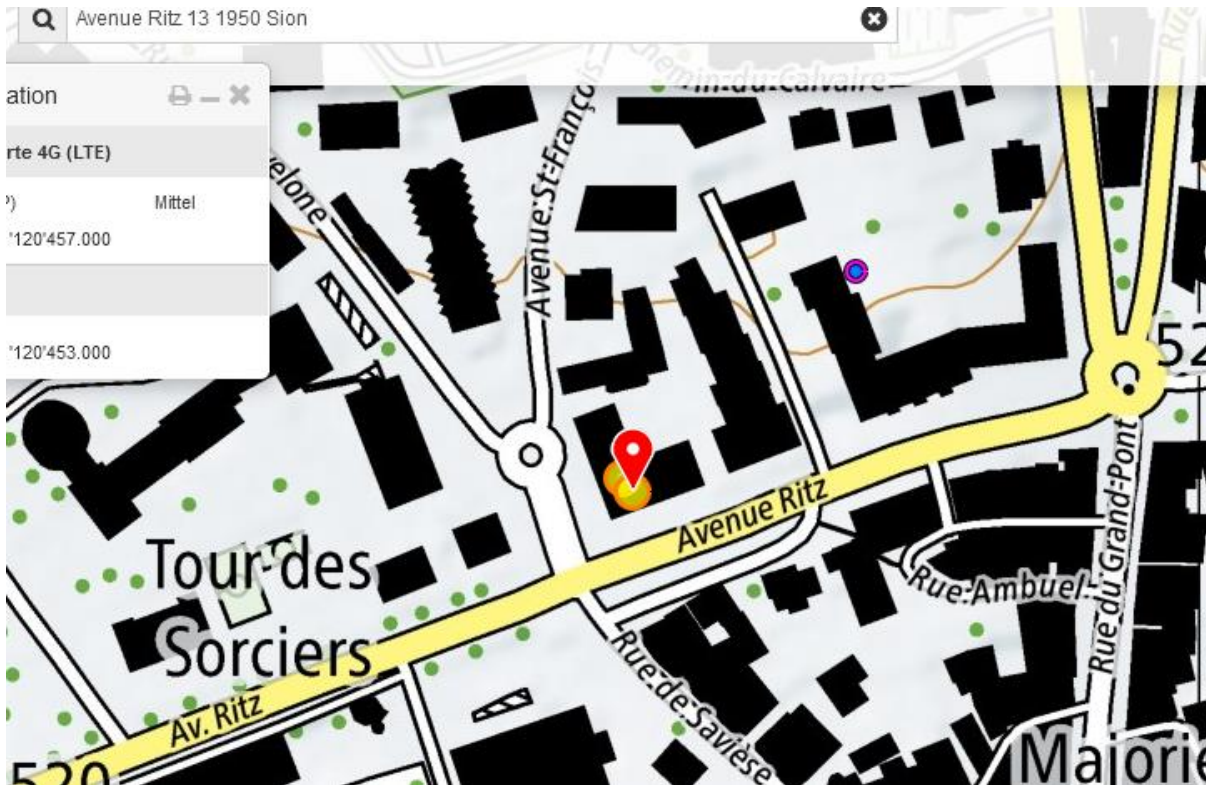 Avenue Ritz 13 1950 Sion
Chemin du Calvaire
Rue
ation
rte 4G (LTE)
P) Mittel
'120'457.000
'120'453.000
velone
Avenue St-François
52
Avenue Ritz
Tour des
Sorciers
Rue Ambuel
Rue du Grand-Pont
Rue de Savièse
Av. Ritz
520
Majorie